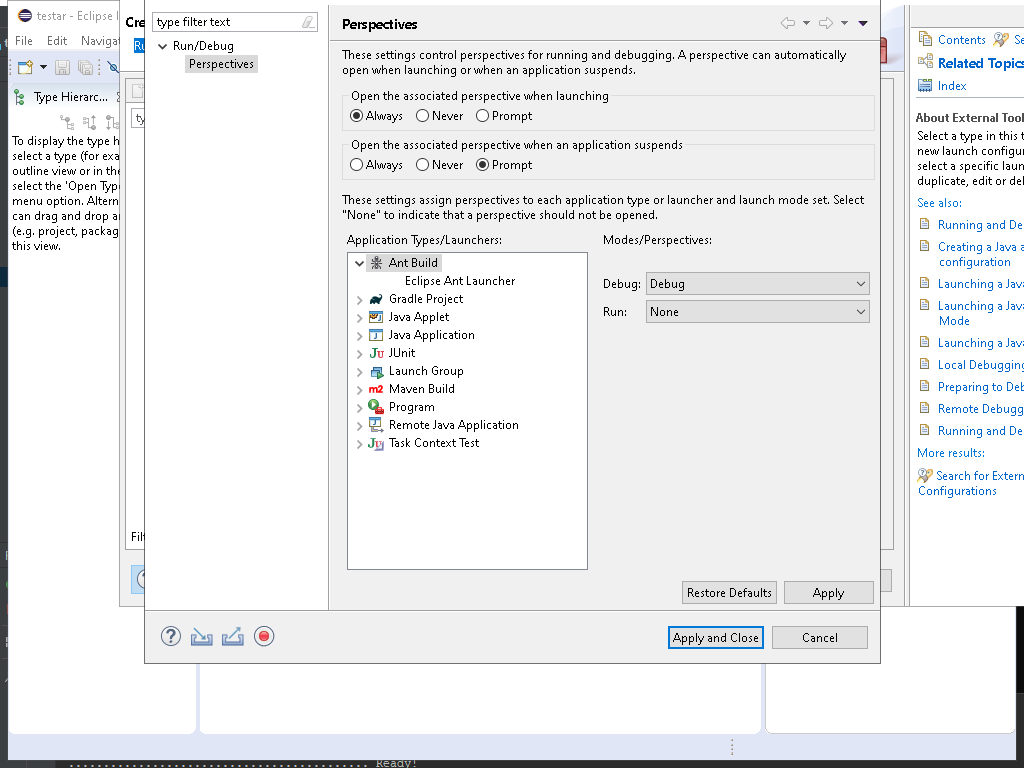 testar - Eclipse I
File
Edit
Type Hierarc...
To display the type h
outline view or in the
select the 'Open Type
menu option. Altern
can drag and drop a
(e.g. project, packag
this view.
type filter text
Run/Debug
Perspectives
Perspectives
These settings control perspectives for running and debugging. A perspective can automatically
open when launching or when an application suspends.
Open the associated perspective when launching
Always
Never
Prompt
Open the associated perspective when an application suspends
Always
Never
Prompt
These settings assign perspectives to each application type or launcher and launch mode set. Select
"None" to indicate that a perspective should not be opened.
Application Types/Launchers:
Modes/Perspectives:
Ant Build
Eclipse Ant Launcher
Gradle Project
Java Applet
Java Application
JUnit
Launch Group
Maven Build
Program
Remote Java Application
Task Context Test
Debug:
Debug
Run:
None
Restore Defaults
Apply
Apply and Close
Cancel
Contents
Related Topics
Index
About External Tool
Select a type in this t
new launch configur
select a specific laun
duplicate, edit or del
See also:
Running and De
Creating a Java a
configuration
Launching a Java
Launching a Java
Mode
Launching a Java
Local Debugging
Preparing to Deb
Remote Debugg
Running and De
More results:
Search for Extern
Configurations
Ready!